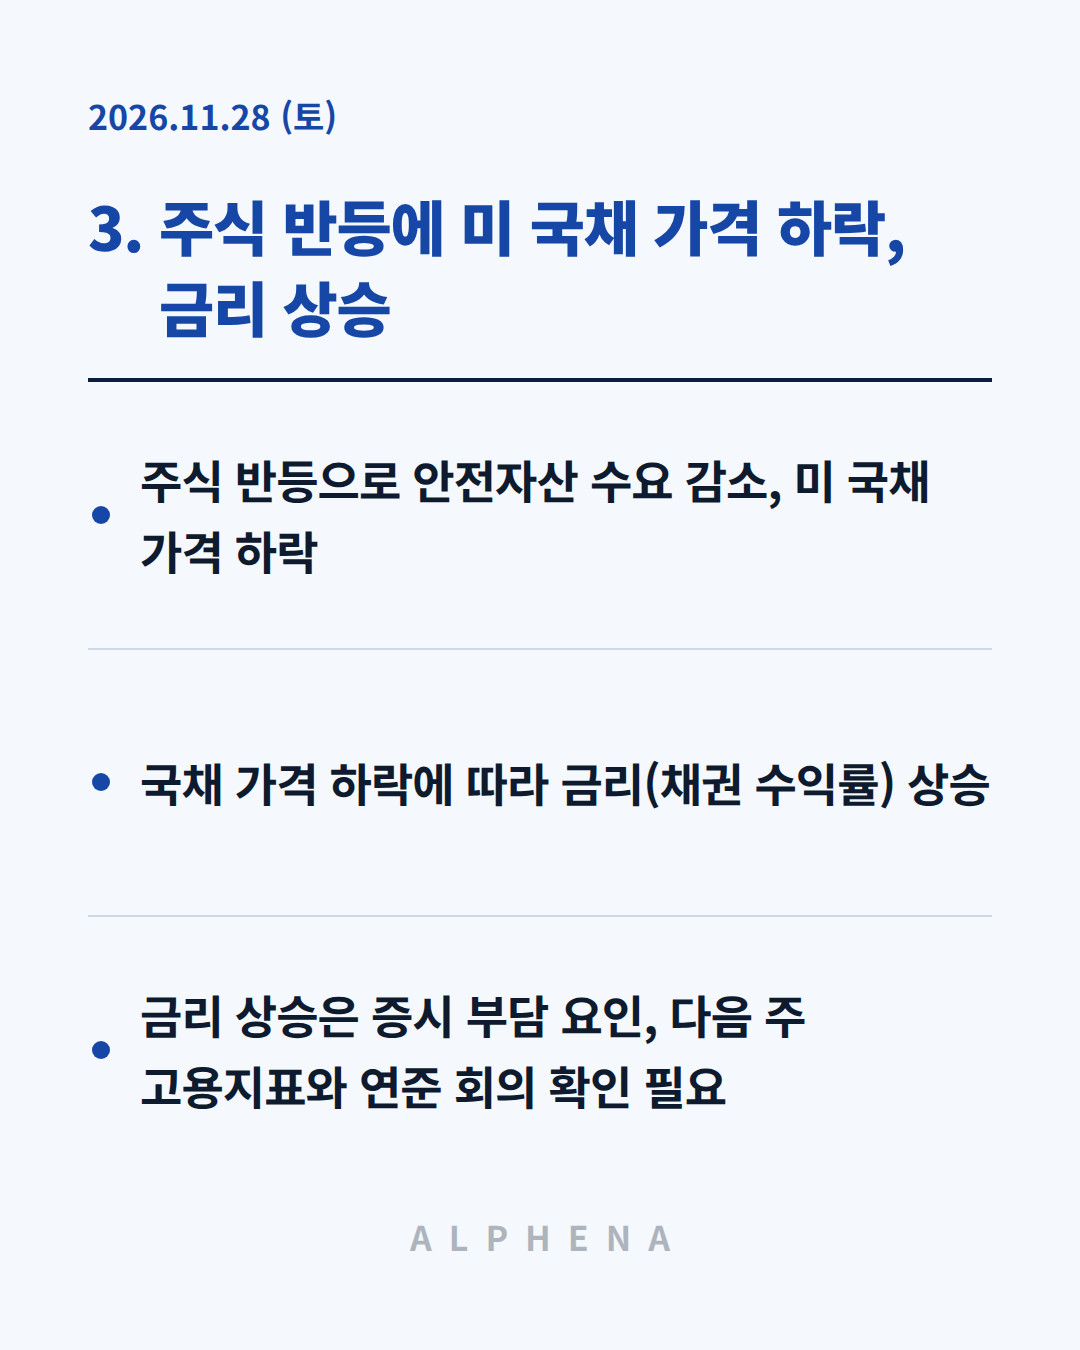 2026.11.28 (토)
3. 주식 반등에 미 국채 가격 하락,
금리 상승
주식 반등으로 안전자산 수요 감소, 미 국채
가격 하락
국채 가격 하락에 따라 금리(채권 수익률) 상승
금리 상승은 증시 부담 요인, 다음 주
고용지표와 연준 회의 확인 필요
ALPHENA